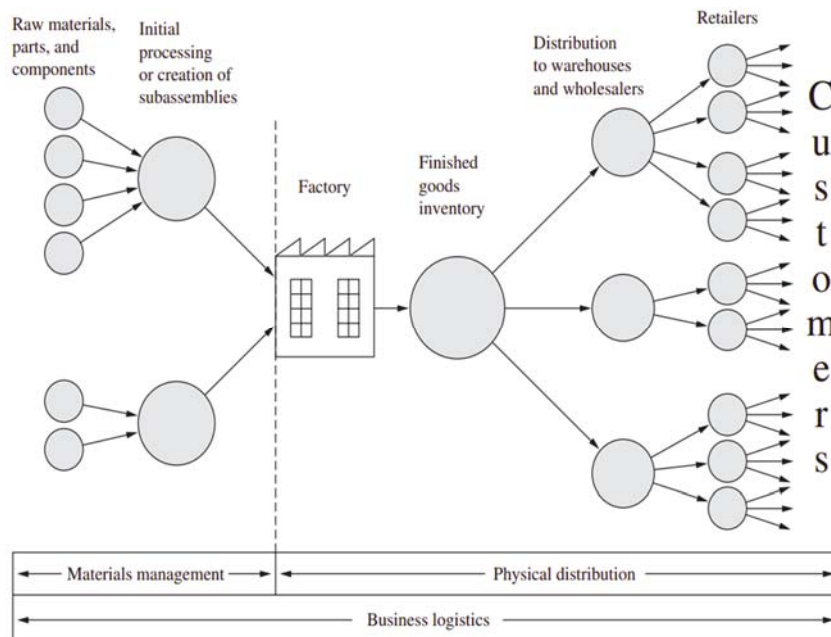 Raw materials,
parts, and
components
Initial
processing
or creation of
subassemblies
Factory
Finished
goods
inventory
Distribution
to warehouses
and wholesalers
Retailers
Customers
Materials management
Physical distribution
Business logistics